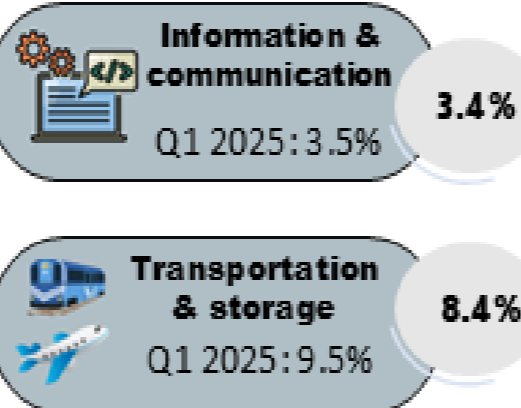 Information &
communication
Q1 2025: 3.5%
3.4%
</>
Transportation
& storage
Q1 2025: 9.5%
8.4%